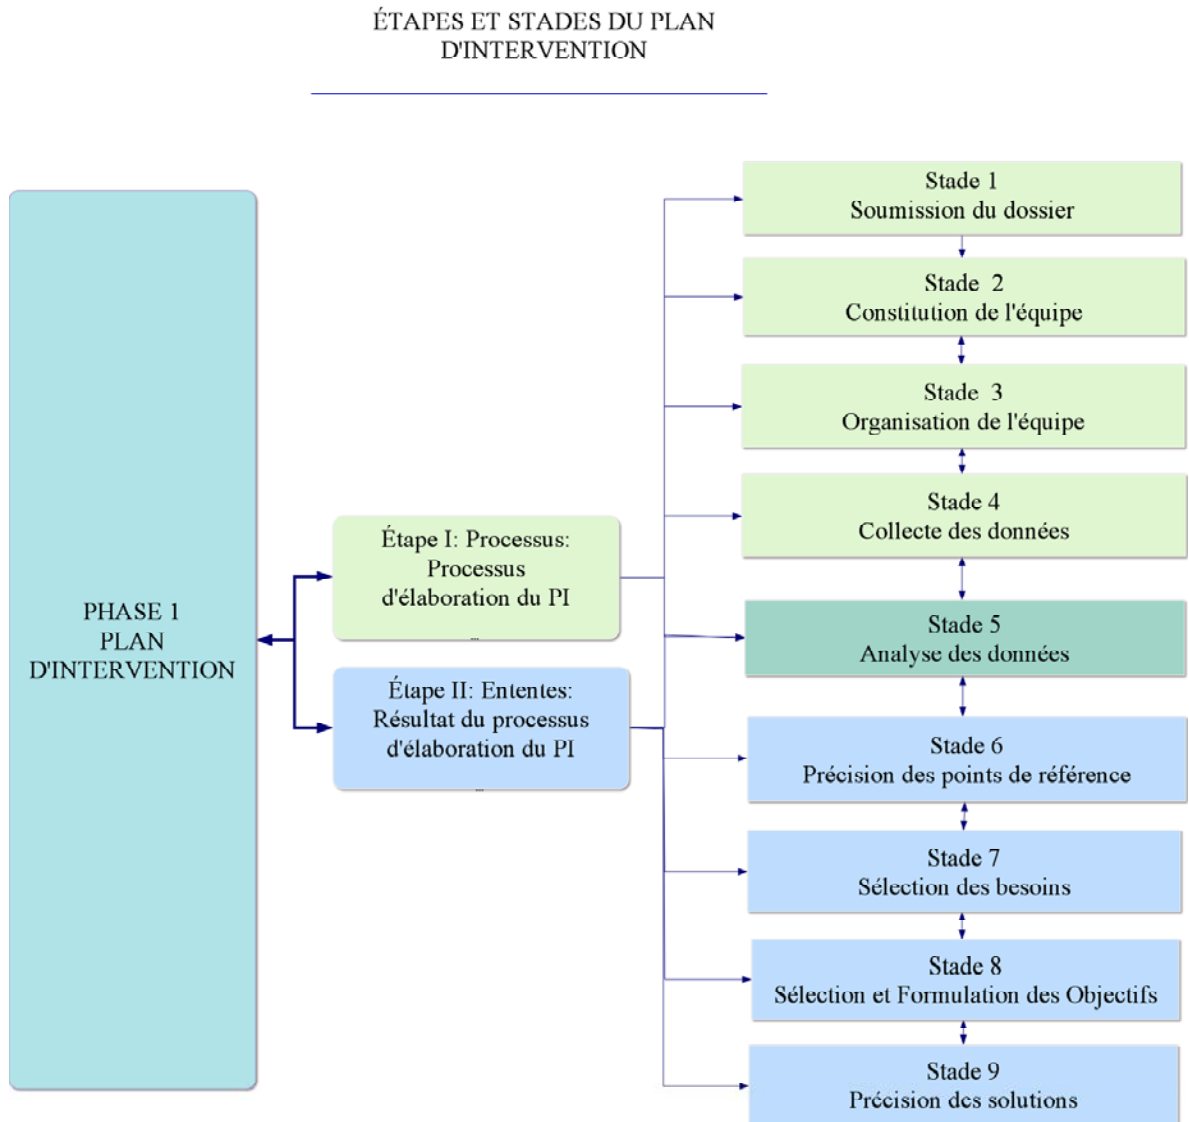 ÉTAPES ET STADES DU PLAN
D'INTERVENTION
PHASE 1
PLAN
D'INTERVENTION
Étape I: Processus:
Processus
d'élaboration du PI
...
Étape II: Ententes:
Résultat du processus
d'élaboration du PI
...
Stade 1
Soumission du dossier
Stade 2
Constitution de l'équipe
Stade 3
Organisation de l'équipe
Stade 4
Collecte des données
Stade 5
Analyse des données
Stade 6
Précision des points de référence
Stade 7
Sélection des besoins
Stade 8
Sélection et Formulation des Objectifs
Stade 9
Précision des solutions